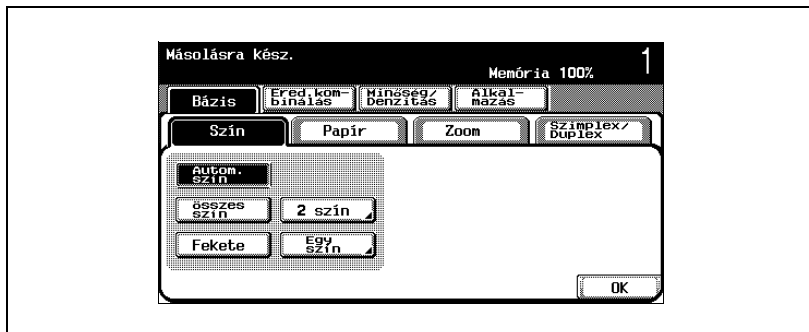 Másolásra kész.
Memória 100% 1
Bázis
Ered.kom-
binálás
Minőség/
Denzitás
Alkal-
mazás
Szín
Papír
Zoom
Szimplex/
Duplex
Autom.
szín
összes
szín
2 szín
Fekete
Egy
szín
OK